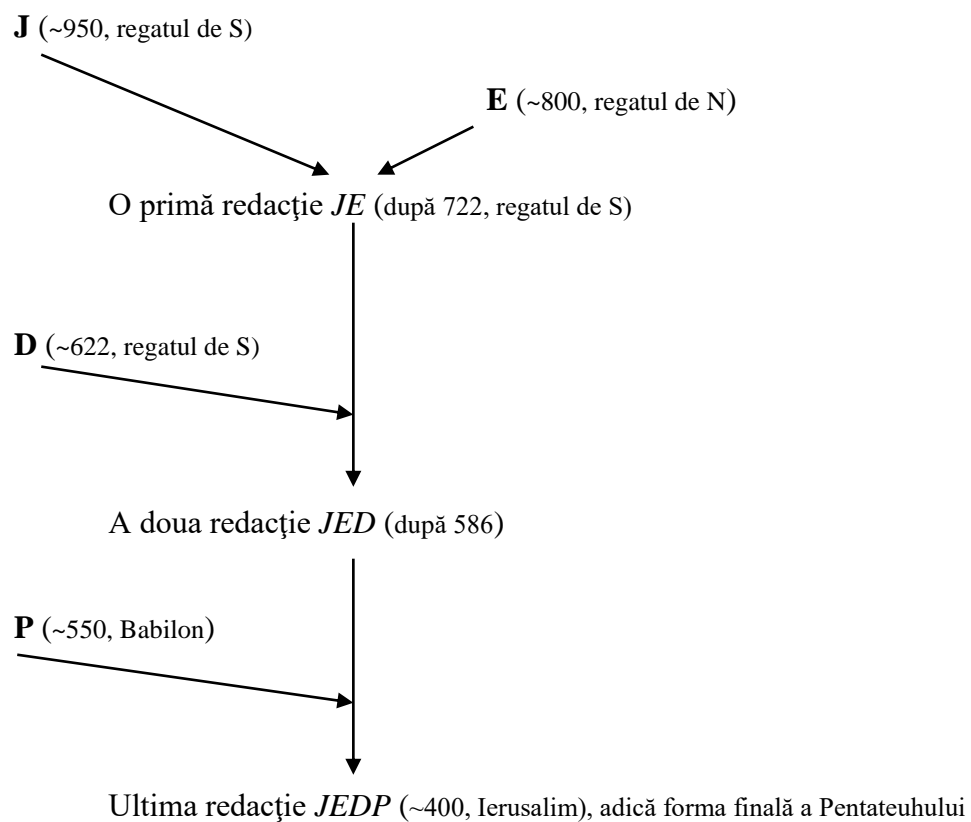 J (~950, regatul de S)
E (~800, regatul de N)
O primă redacţie JE (după 722, regatul de S)
D (~622, regatul de S)
A doua redacţie JED (după 586)
P (~550, Babilon)
Ultima redacţie JEDP (~400, Ierusalim), adică forma finală a Pentateuhului